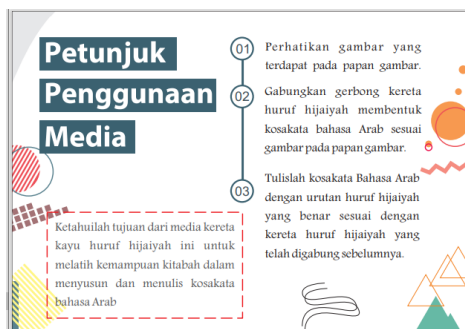 Petunjuk
Penggunaan
Media
01
Perhatikan gambar yang
terdapat pada papan gambar.
02
Gabungkan gerbong kereta
huruf hijaiyah membentuk
kosakata bahasa Arab sesuai
gambar pada papan gambar.
03
Tulislah kosakata Bahasa Arab
dengan urutan huruf hijaiyah
yang benar sesuai dengan
kereta huruf hijaiyah yang
telah digabung sebelumnya.
Ketahuilah tujuan dari media kereta
kayu huruf hijaiyah ini untuk
melatih kemampuan kitabah dalam
menyusun dan menulis kosakata
bahasa Arab